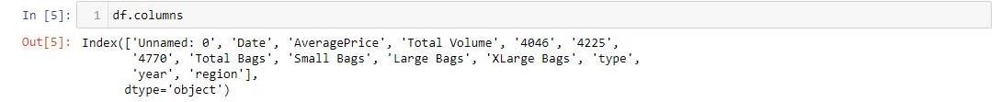 In [5]: 1 df.columns
Out[5]: Index(['Unnamed: 0', 'Date', 'AveragePrice', 'Total Volume', '4046', '4225',
'4770', 'Total Bags', 'Small Bags', 'Large Bags', 'XLarge Bags', 'type',
'year', 'region'],
dtype='object')